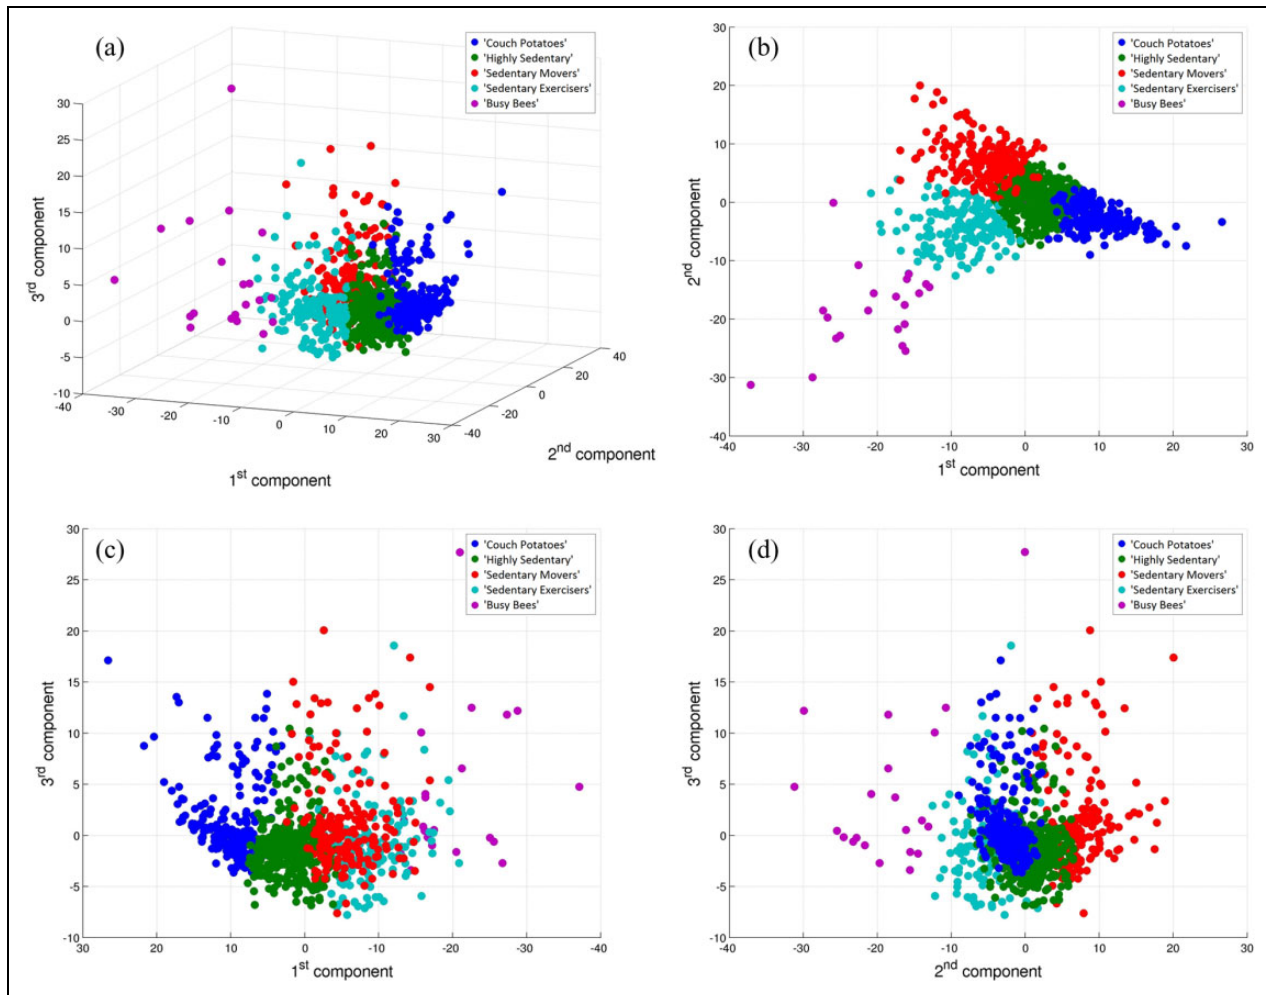 (a)
'Couch Potatoes'
'Highly Sedentary'
'Sedentary Movers'
'Sedentary Exercisers'
'Busy Bees'
30
25
20
15
10
5
0
-5
-10
3rd component
-40
-30
-20
-10
0
10
20
30
1st component
-40
-20
0
20
40
2nd component
(b)
'Couch Potatoes'
'Highly Sedentary'
'Sedentary Movers'
'Sedentary Exercisers'
'Busy Bees'
30
20
10
0
-10
-20
-30
-40
2nd component
-40 -30 -20 -10 0 10 20 30
1st component
(c)
'Couch Potatoes'
'Highly Sedentary'
'Sedentary Movers'
'Sedentary Exercisers'
'Busy Bees'
30
25
20
15
10
5
0
-5
-10
3rd component
30 20 10 0 -10 -20 -30 -40
1st component
(d)
'Couch Potatoes'
'Highly Sedentary'
'Sedentary Movers'
'Sedentary Exercisers'
'Busy Bees'
30
25
20
15
10
5
0
-5
-10
3rd component
-40 -30 -20 -10 0 10 20 30
2nd component